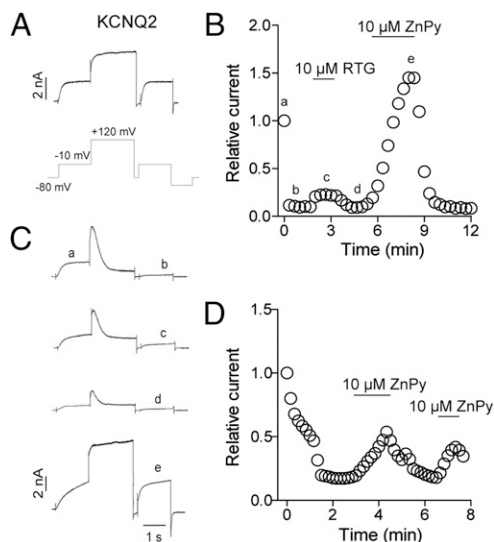 A
KCNQ2
2 nA
+120 mV
-10 mV
-80 mV
B
10 µM ZnPy
10 µM RTG
Relative current
2.0
1.5
1.0
0.5
0.0
a
b
c
d
e
0 3 6 9 12
Time (min)
C
a
b
c
d
e
2 nA
1 s
D
Relative current
1.5
1.0
0.5
0.0
10 µM ZnPy
10 µM ZnPy
0 2 4 6 8
Time (min)